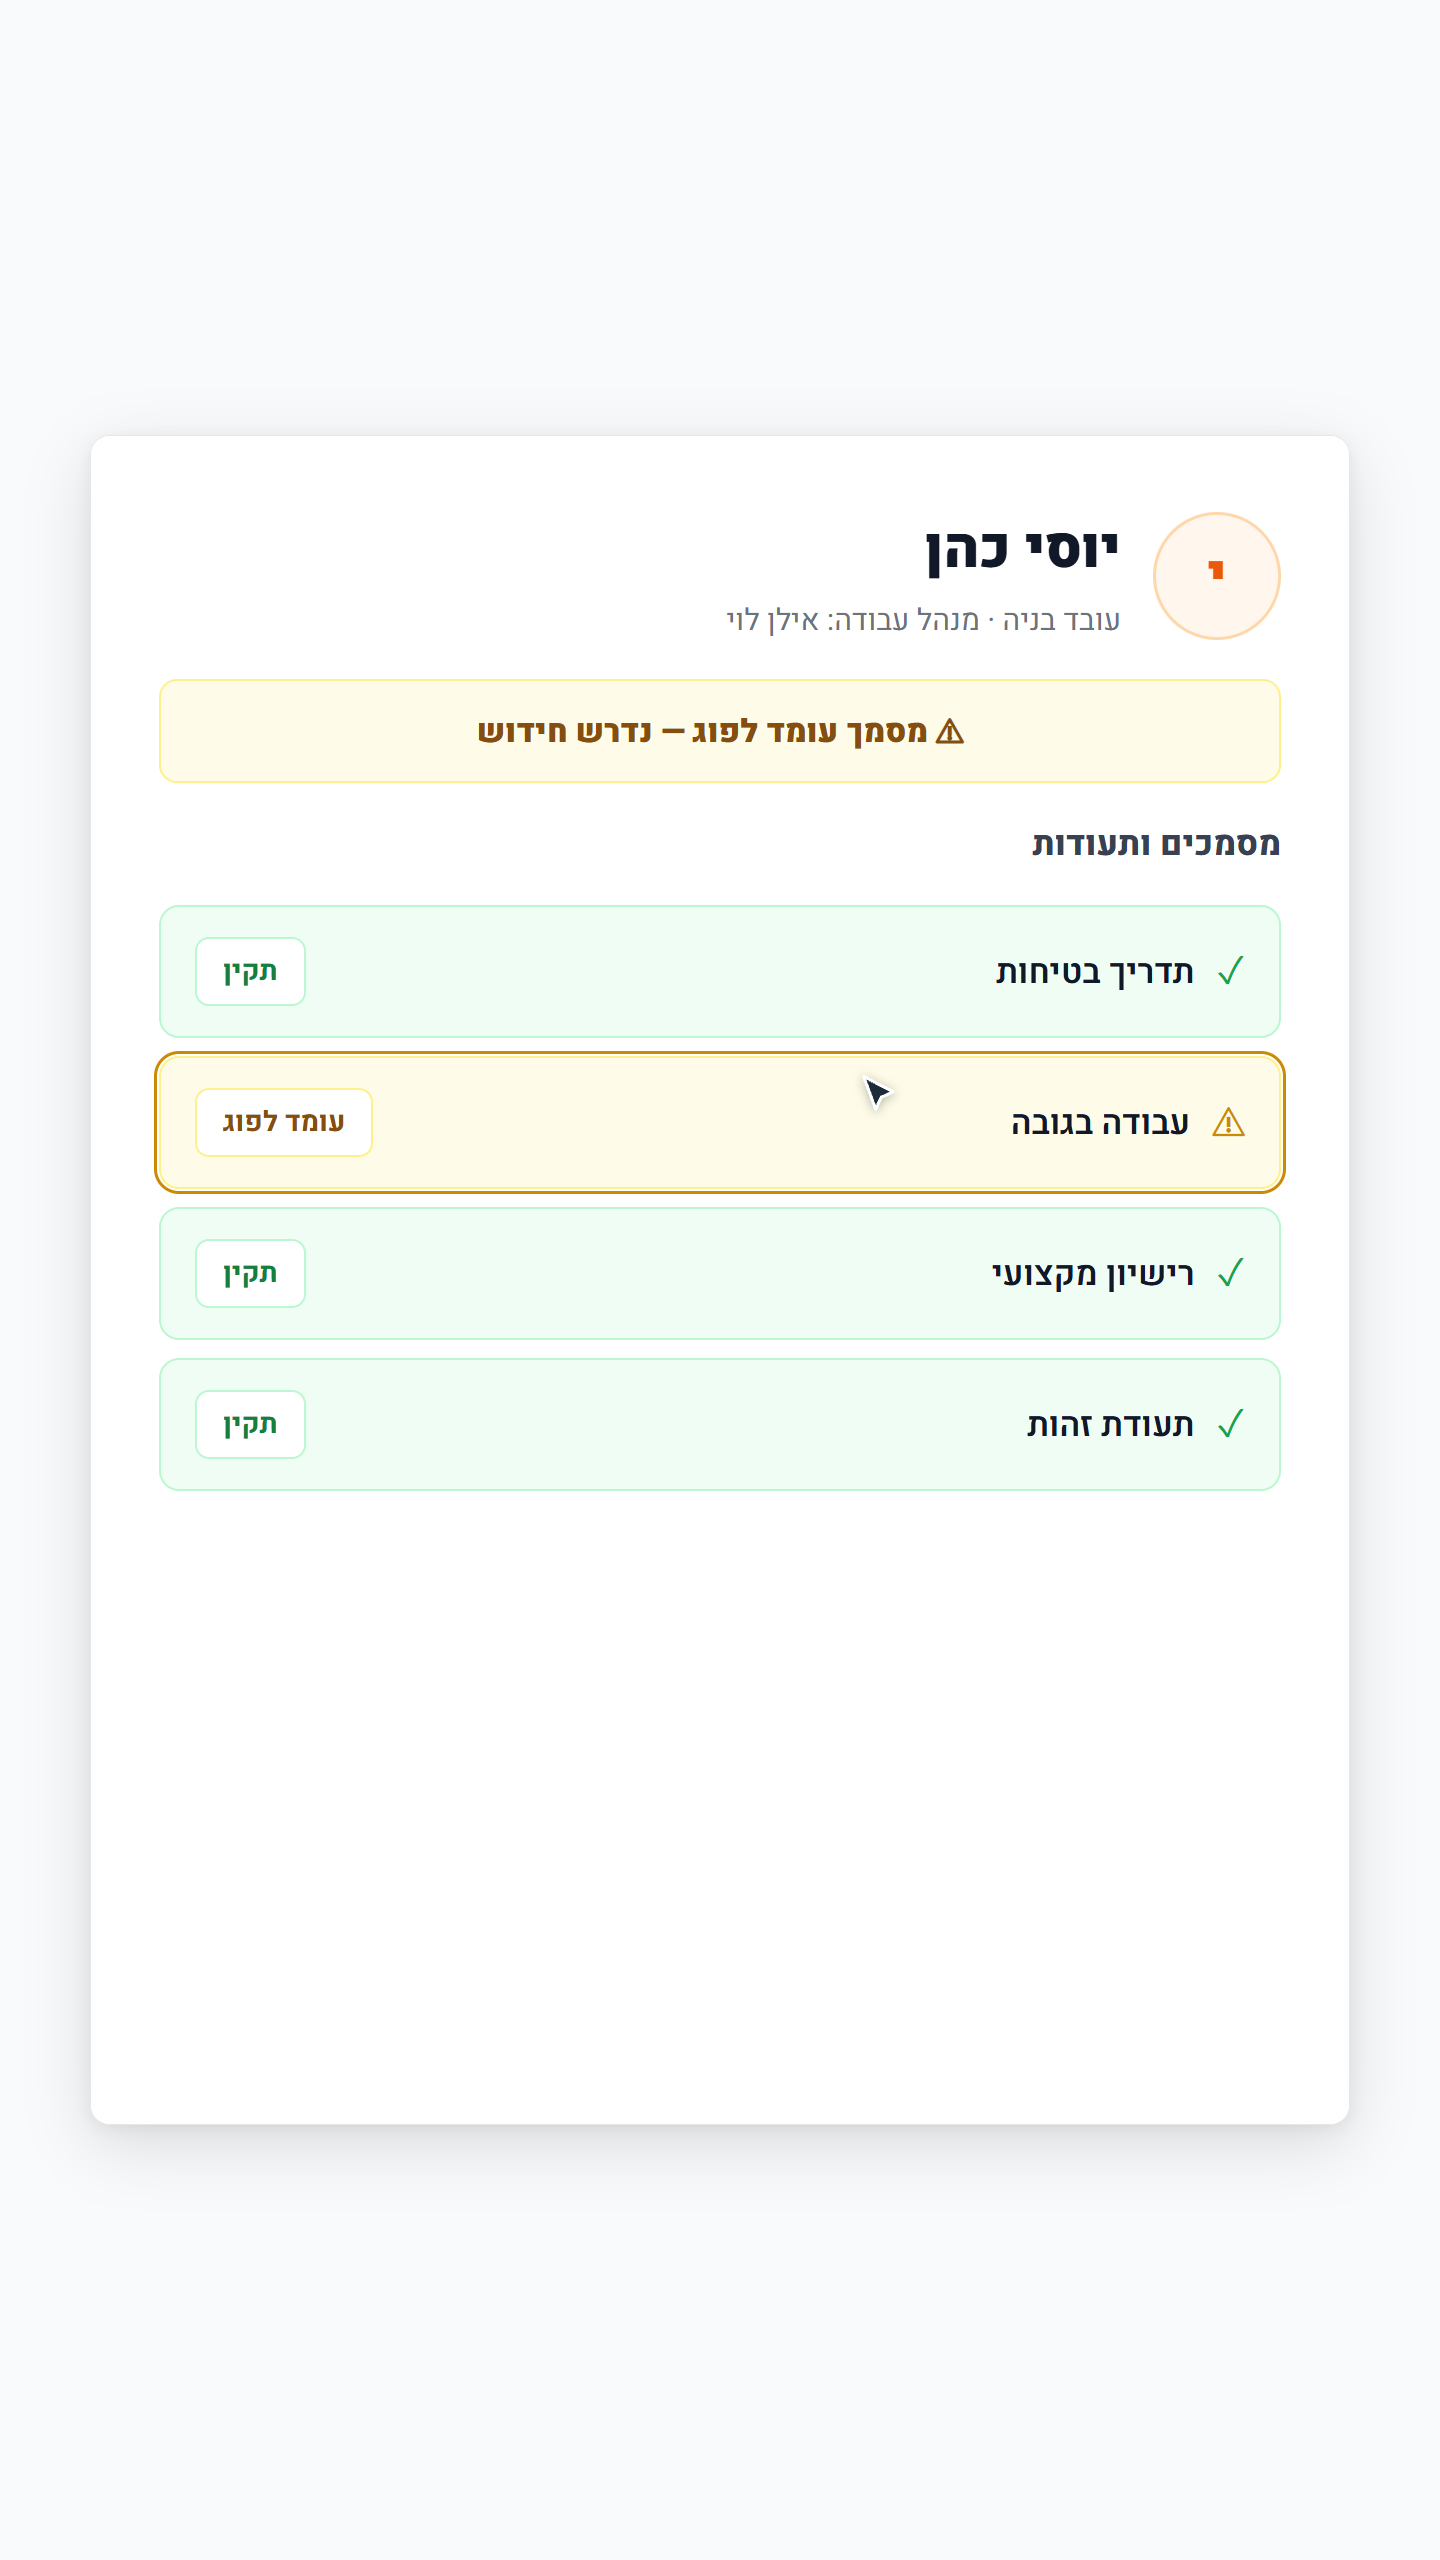 י
יוסי כהן
עובד בניה · מנהל עבודה: אילן לוי
⚠ מסמך עומד לפוג — נדרש חידוש
מסמכים ותעודות
✓ תדריך בטיחות תקין
⚠ עבודה בגובה עומד לפוג
✓ רישיון מקצועי תקין
✓ תעודת זהות תקין